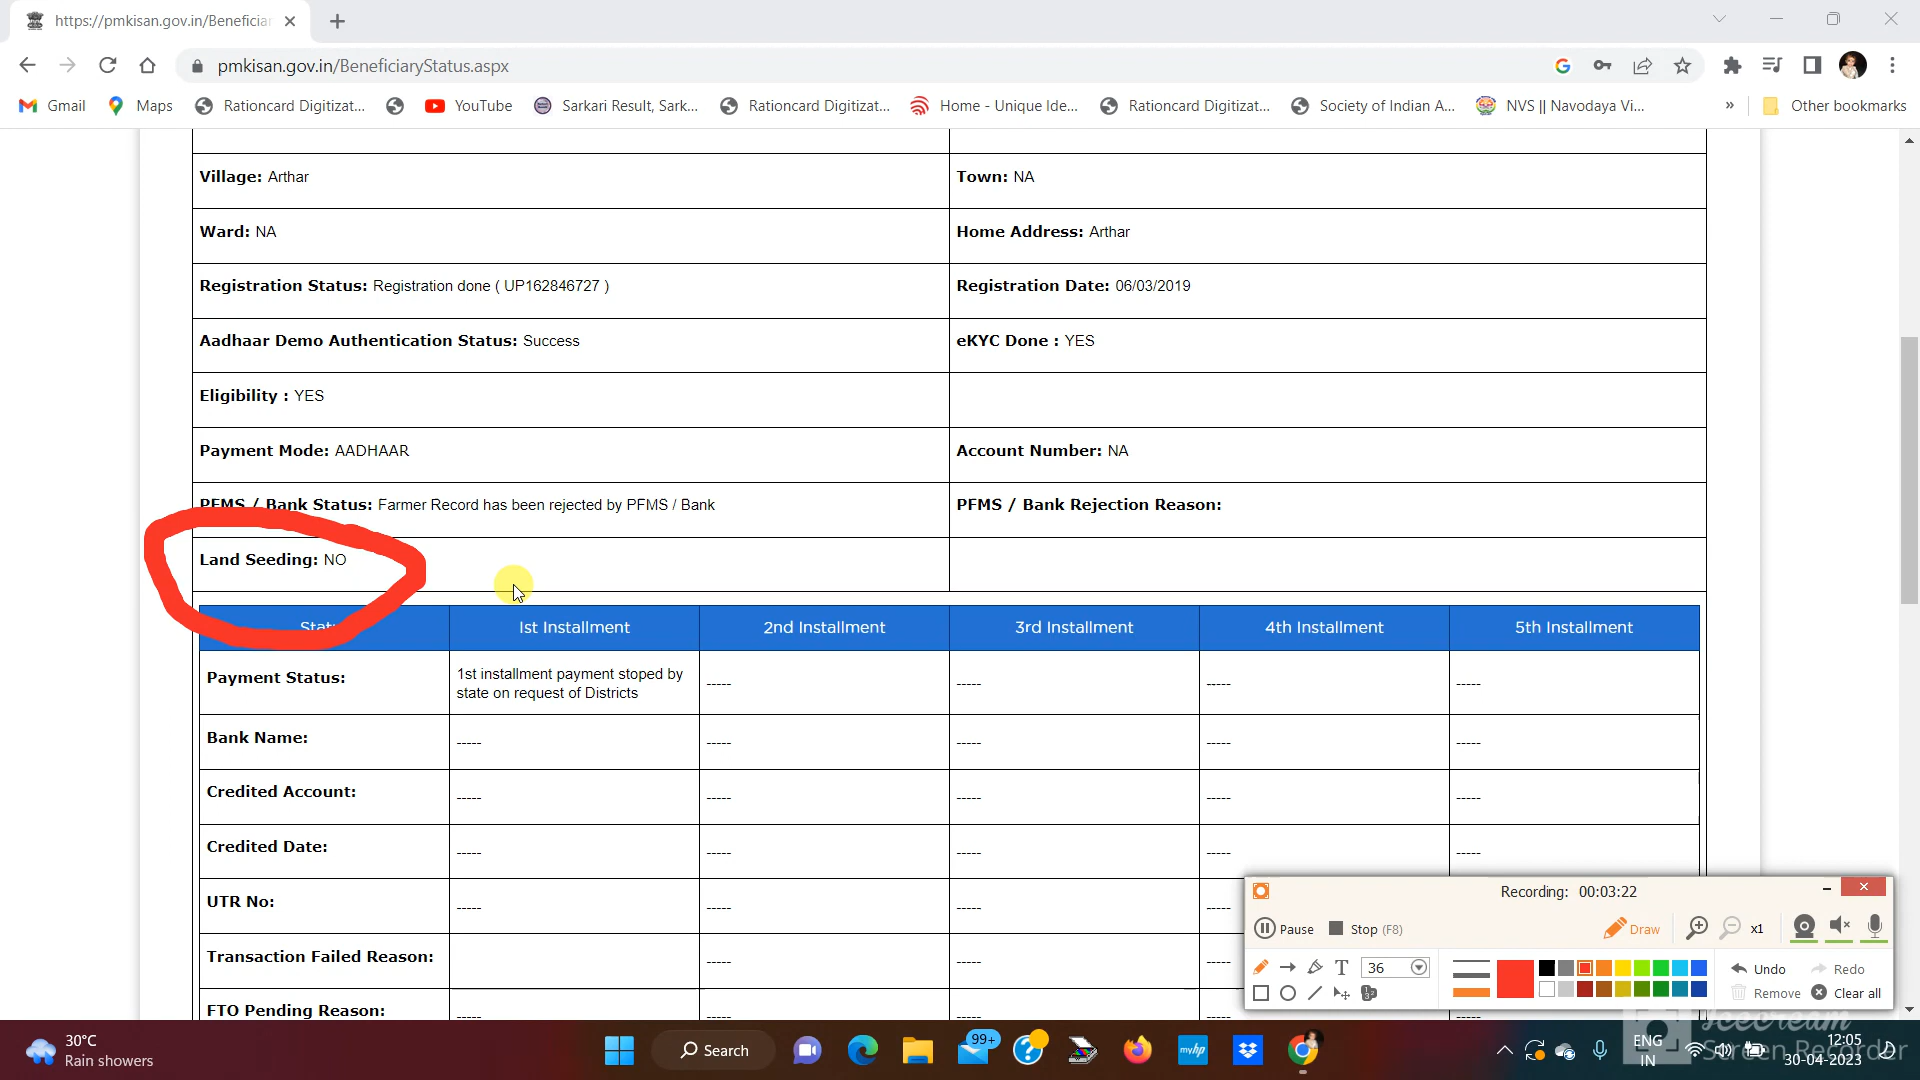 https://pmkisan.gov.in/Beneficiar
pmkisan.gov.in/BeneficiaryStatus.aspx
Gmail
Maps
Rationcard Digitizat...
YouTube
Sarkari Result, Sark...
Rationcard Digitizat...
Home - Unique Ide...
Rationcard Digitizat...
Society of Indian A...
NVS || Navodaya Vi...
»
Other bookmarks
Village: Arthar
Town: NA
Ward: NA
Home Address: Arthar
Registration Status: Registration done ( UP162846727 )
Registration Date: 06/03/2019
Aadhaar Demo Authentication Status: Success
eKYC Done : YES
Eligibility : YES
Payment Mode: AADHAAR
Account Number: NA
PFMS / Bank Status: Farmer Record has been rejected by PFMS / Bank
PFMS / Bank Rejection Reason:
Land Seeding: NO
1st Installment
2nd Installment
3rd Installment
4th Installment
5th Installment
Payment Status:
1st installment payment stoped by
state on request of Districts
-----
-----
-----
-----
Bank Name:
-----
-----
-----
-----
-----
Credited Account:
-----
-----
-----
-----
-----
Credited Date:
-----
-----
-----
-----
-----
UTR No:
-----
-----
-----
-----
Transaction Failed Reason:
-----
-----
-----
FTO Pending Reason:
-----
-----
-----
-----
-----
Recording: 00:03:22
Pause
Stop (F8)
Draw
x1
T
36
Undo
Redo
Remove
Clear all
30°C
Rain showers
Search
99+
myhp
ENG
IN
12:05
30-04-2023
Icecream
Screen Recorder